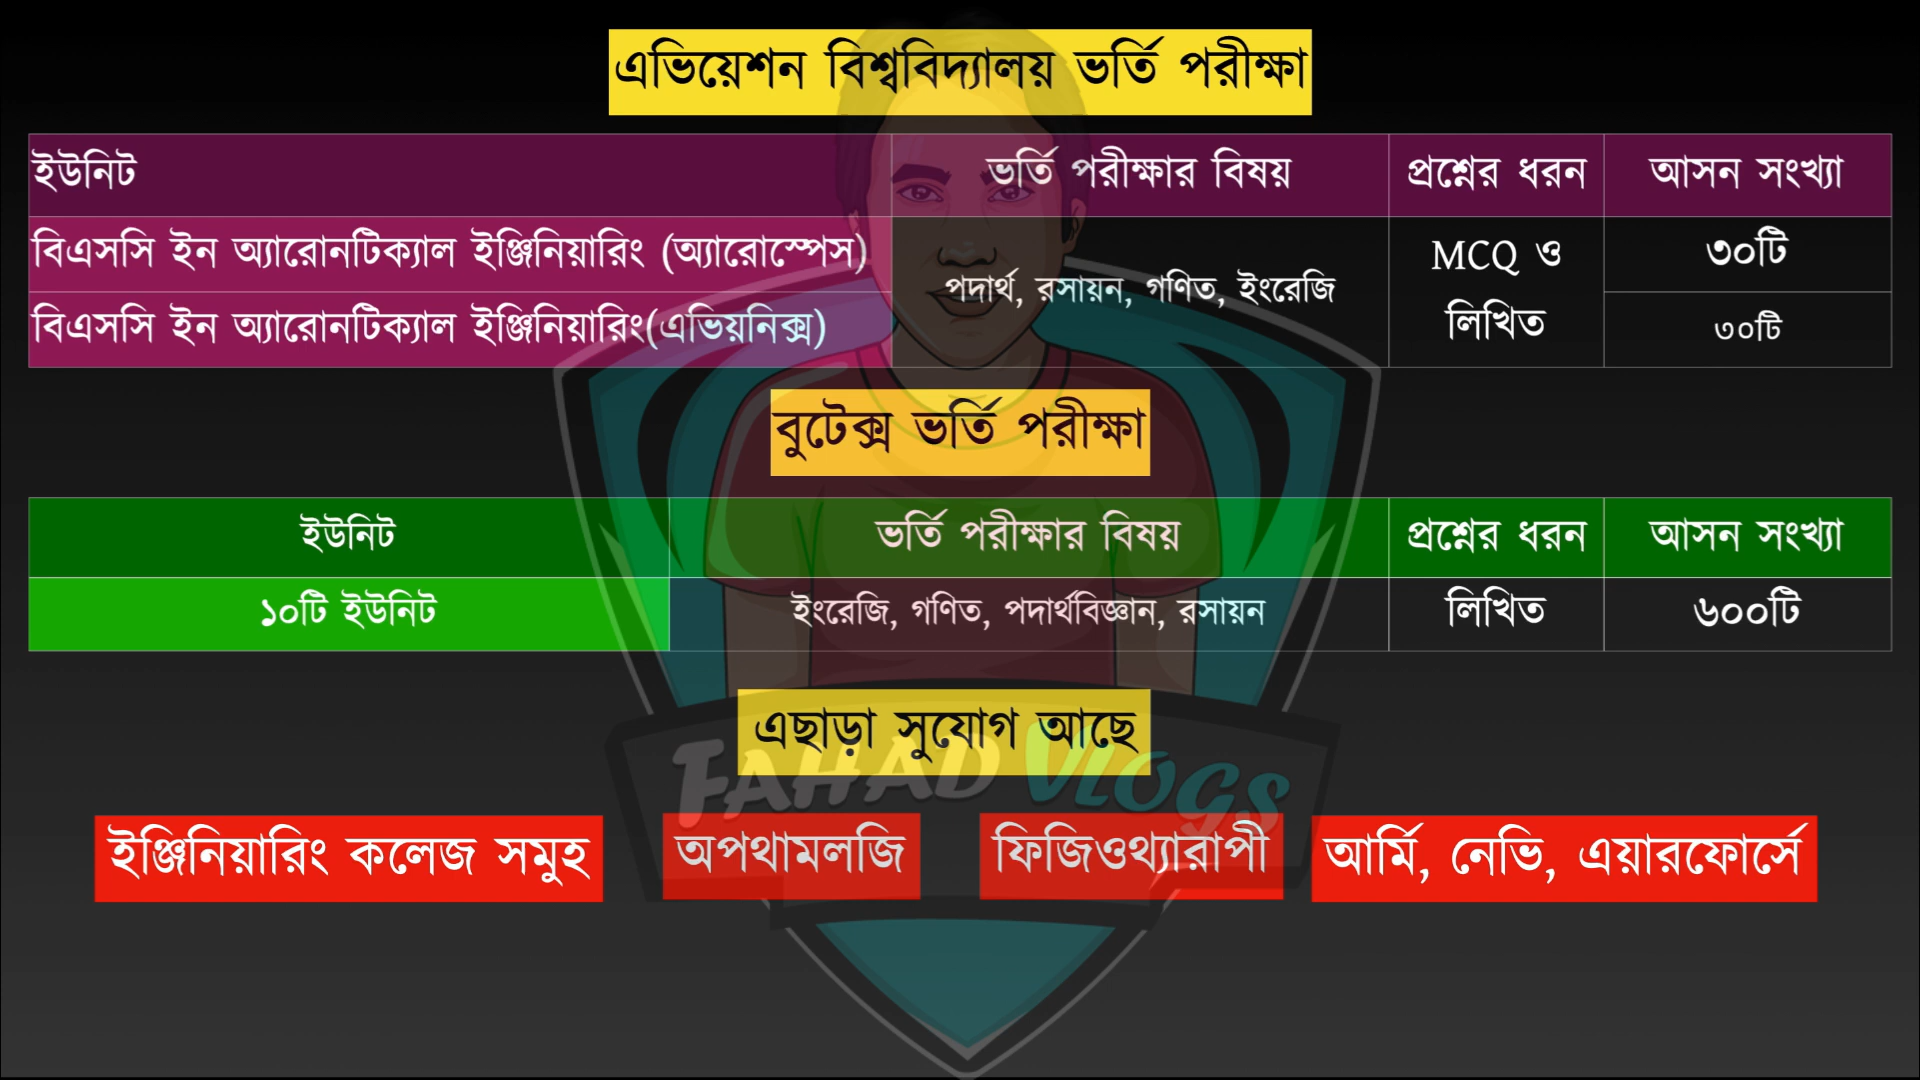 এভিয়েশন বিশ্ববিদ্যালয় ভর্তি পরীক্ষা
ইউনিট ভর্তি পরীক্ষার বিষয় প্রশ্নের ধরন আসন সংখ্যা
বিএসসি ইন অ্যারোনটিক্যাল ইঞ্জিনিয়ারিং (অ্যারোস্পেস) পদার্থ, রসায়ন, গণিত, ইংরেজি MCQ ও লিখিত ৩০টি
বিএসসি ইন অ্যারোনটিক্যাল ইঞ্জিনিয়ারিং(এভিয়নিক্স) ৩০টি
বুটেক্স ভর্তি পরীক্ষা
ইউনিট ভর্তি পরীক্ষার বিষয় প্রশ্নের ধরন আসন সংখ্যা
১০টি ইউনিট ইংরেজি, গণিত, পদার্থবিজ্ঞান, রসায়ন লিখিত ৬০০টি
এছাড়া সুযোগ আছে
FAHAD VLOGS
ইঞ্জিনিয়ারিং কলেজ সমুহ অপথামলজি ফিজিওথ্যারাপী আর্মি, নেভি, এয়ারফোর্সে